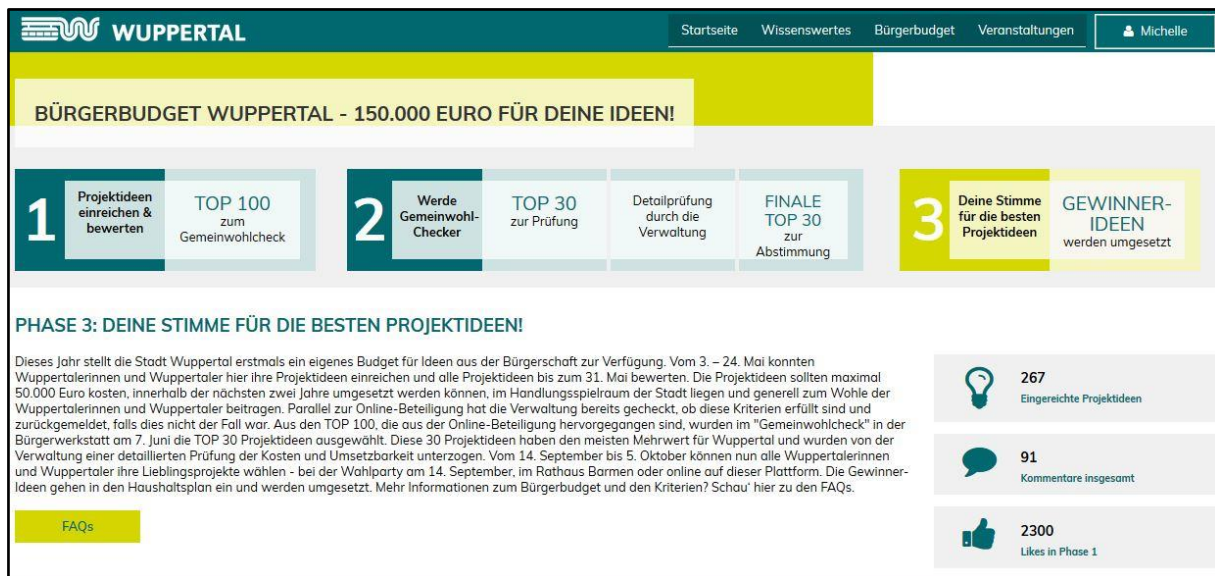 WUPPERTAL
Startseite Wissenswertes Bürgerbudget Veranstaltungen Michelle
BÜRGERBUDGET WUPPERTAL - 150.000 EURO FÜR DEINE IDEEN!
1
Projektideen
einreichen &
bewerten
TOP 100
zum
Gemeinwohlcheck
2
Werde
Gemeinwohl-
Checker
TOP 30
zur Prüfung
Detailprüfung
durch die
Verwaltung
FINALE
TOP 30
zur
Abstimmung
3
Deine Stimme
für die besten
Projektideen
GEWINNER-
IDEEN
werden umgesetzt
PHASE 3: DEINE STIMME FÜR DIE BESTEN PROJEKTIDEEN!
Dieses Jahr stellt die Stadt Wuppertal erstmals ein eigenes Budget für Ideen aus der Bürgerschaft zur Verfügung. Vom 3. – 24. Mai konnten
Wuppertalerinnen und Wuppertaler hier ihre Projektideen einreichen und alle Projektideen bis zum 31. Mai bewerten. Die Projektideen sollten maximal
50.000 Euro kosten, innerhalb der nächsten zwei Jahre umgesetzt werden können, im Handlungsspielraum der Stadt liegen und generell zum Wohle der
Wuppertalerinnen und Wuppertaler beitragen. Parallel zur Online-Beteiligung hat die Verwaltung bereits gecheckt, ob diese Kriterien erfüllt sind und
zurückgemeldet, falls dies nicht der Fall war. Aus den TOP 100, die aus der Online-Beteiligung hervorgegangen sind, wurden im "Gemeinwohlcheck" in der
Bürgerwerkstatt am 7. Juni die TOP 30 Projektideen ausgewählt. Diese 30 Projektideen haben den meisten Mehrwert für Wuppertal und wurden von der
Verwaltung einer detaillierten Prüfung der Kosten und Umsetzbarkeit unterzogen. Vom 14. September bis 5. Oktober können nun alle Wuppertalerinnen
und Wuppertaler ihre Lieblingsprojekte wählen - bei der Wahlparty am 14. September, im Rathaus Barmen oder online auf dieser Plattform. Die Gewinner-
Ideen gehen in den Haushaltsplan ein und werden umgesetzt. Mehr Informationen zum Bürgerbudget und den Kriterien? Schau' hier zu den FAQs.
FAQs
267
Eingereichte Projektideen
91
Kommentare insgesamt
2300
Likes in Phase 1